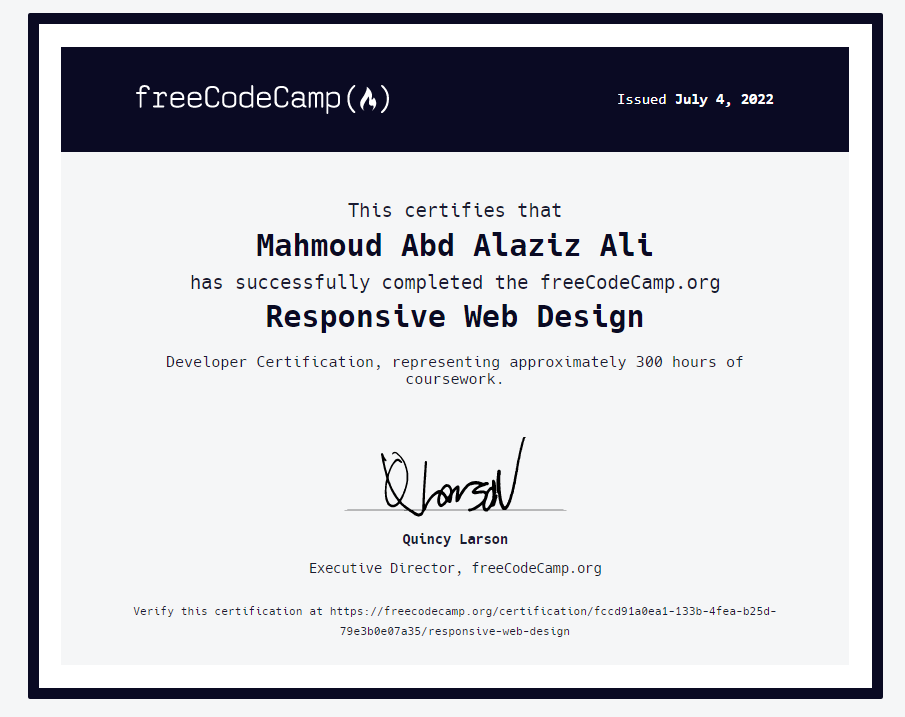 freeCodeCamp(🔥)
Issued July 4, 2022
This certifies that
Mahmoud Abd Alaziz Ali
has successfully completed the freeCodeCamp.org
Responsive Web Design
Developer Certification, representing approximately 300 hours of
coursework.
Q Larson
Quincy Larson
Executive Director, freeCodeCamp.org
Verify this certification at https://freecodecamp.org/certification/fccd91a0ea1-133b-4fea-b25d-
79e3b0e07a35/responsive-web-design